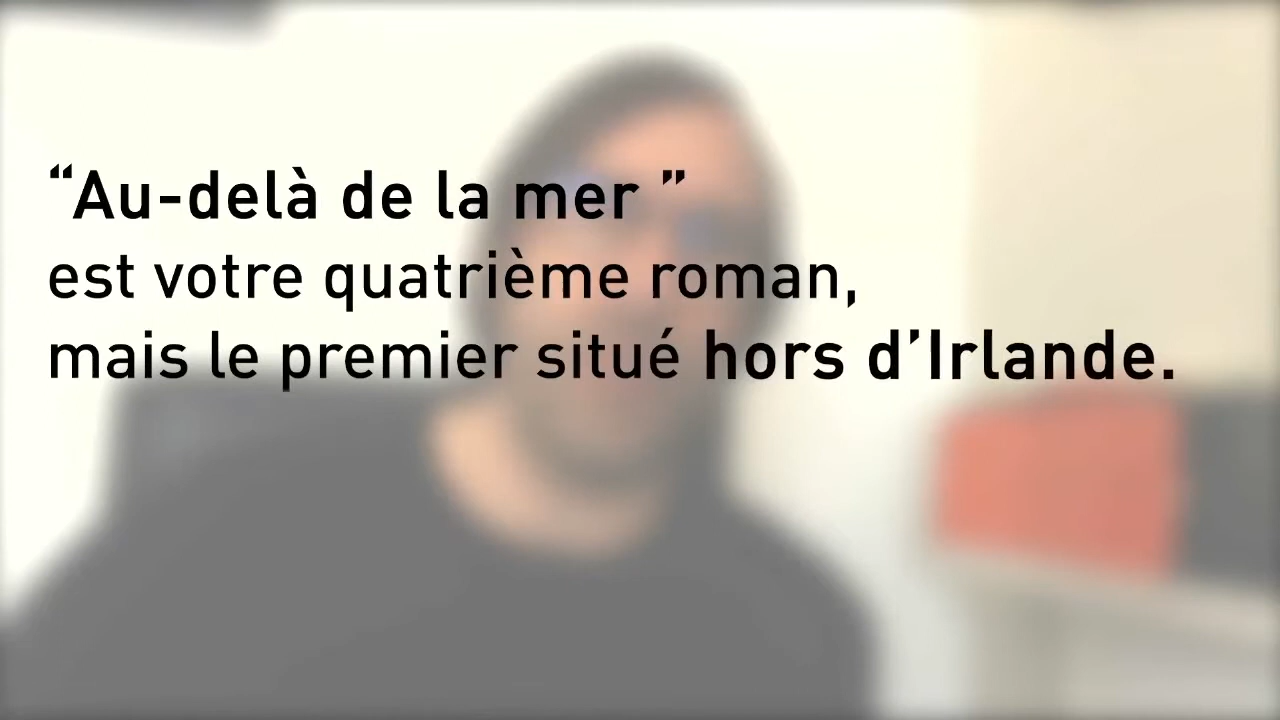 “Au-delà de la mer ”
est votre quatrième roman,
mais le premier situé hors d’Irlande.